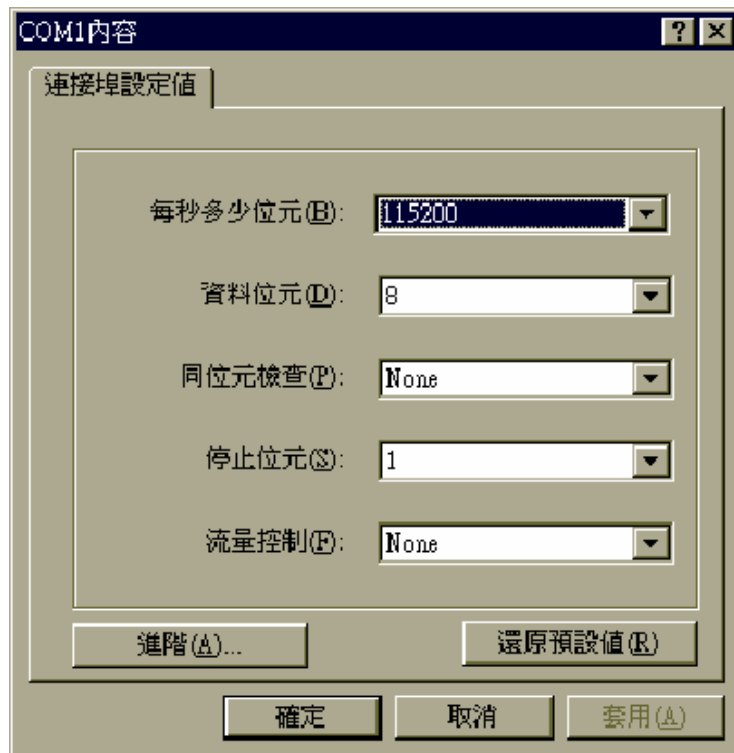 COM1內容
連接埠設定值
每秒多少位元(B): 115200
資料位元(D): 8
同位元檢查(P): None
停止位元(S): 1
流量控制(F): None
進階(A)... 還原預設值(R)
確定 取消 套用(A)